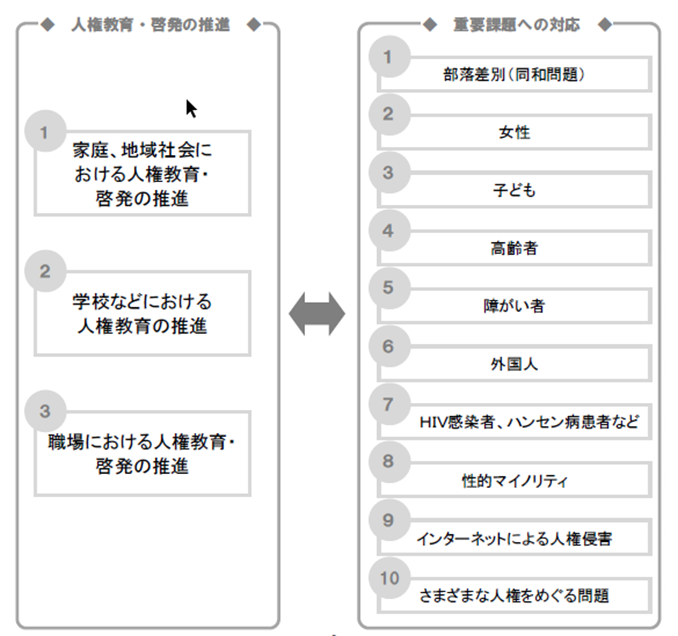 ◆ 人権教育・啓発の推進 ◆
1
家庭、地域社会に
おける人権教育・
啓発の推進
2
学校などにおける
人権教育の推進
3
職場における人権教育・
啓発の推進
◆ 重要課題への対応 ◆
1
部落差別(同和問題)
2
女性
3
子ども
4
高齢者
5
障がい者
6
外国人
7
HIV感染者、ハンセン病患者など
8
性的マイノリティ
9
インターネットによる人権侵害
10
さまざまな人権をめぐる問題